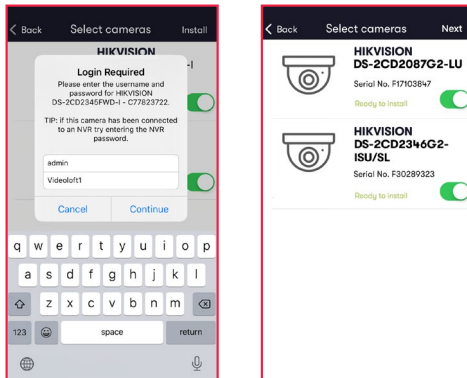 Back Select cameras Install
HIKVISION
-I
Login Required
Please enter the username and
password for HIKVISION
DS-2CD2345FWD-I - C77823722.
TIP: if this camera has been connected
to an NVR try entering the NVR
password.
admin
Videoloft1
Cancel Continue
q w e r t y u i o p
a s d f g h j k l
z x c v b n m
123 space return
Back Select cameras Next
HIKVISION
DS-2CD2087G2-LU
Serial No. F17103847
Ready to install
HIKVISION
DS-2CD2346G2-
ISU/SL
Serial No. F30289323
Ready to install